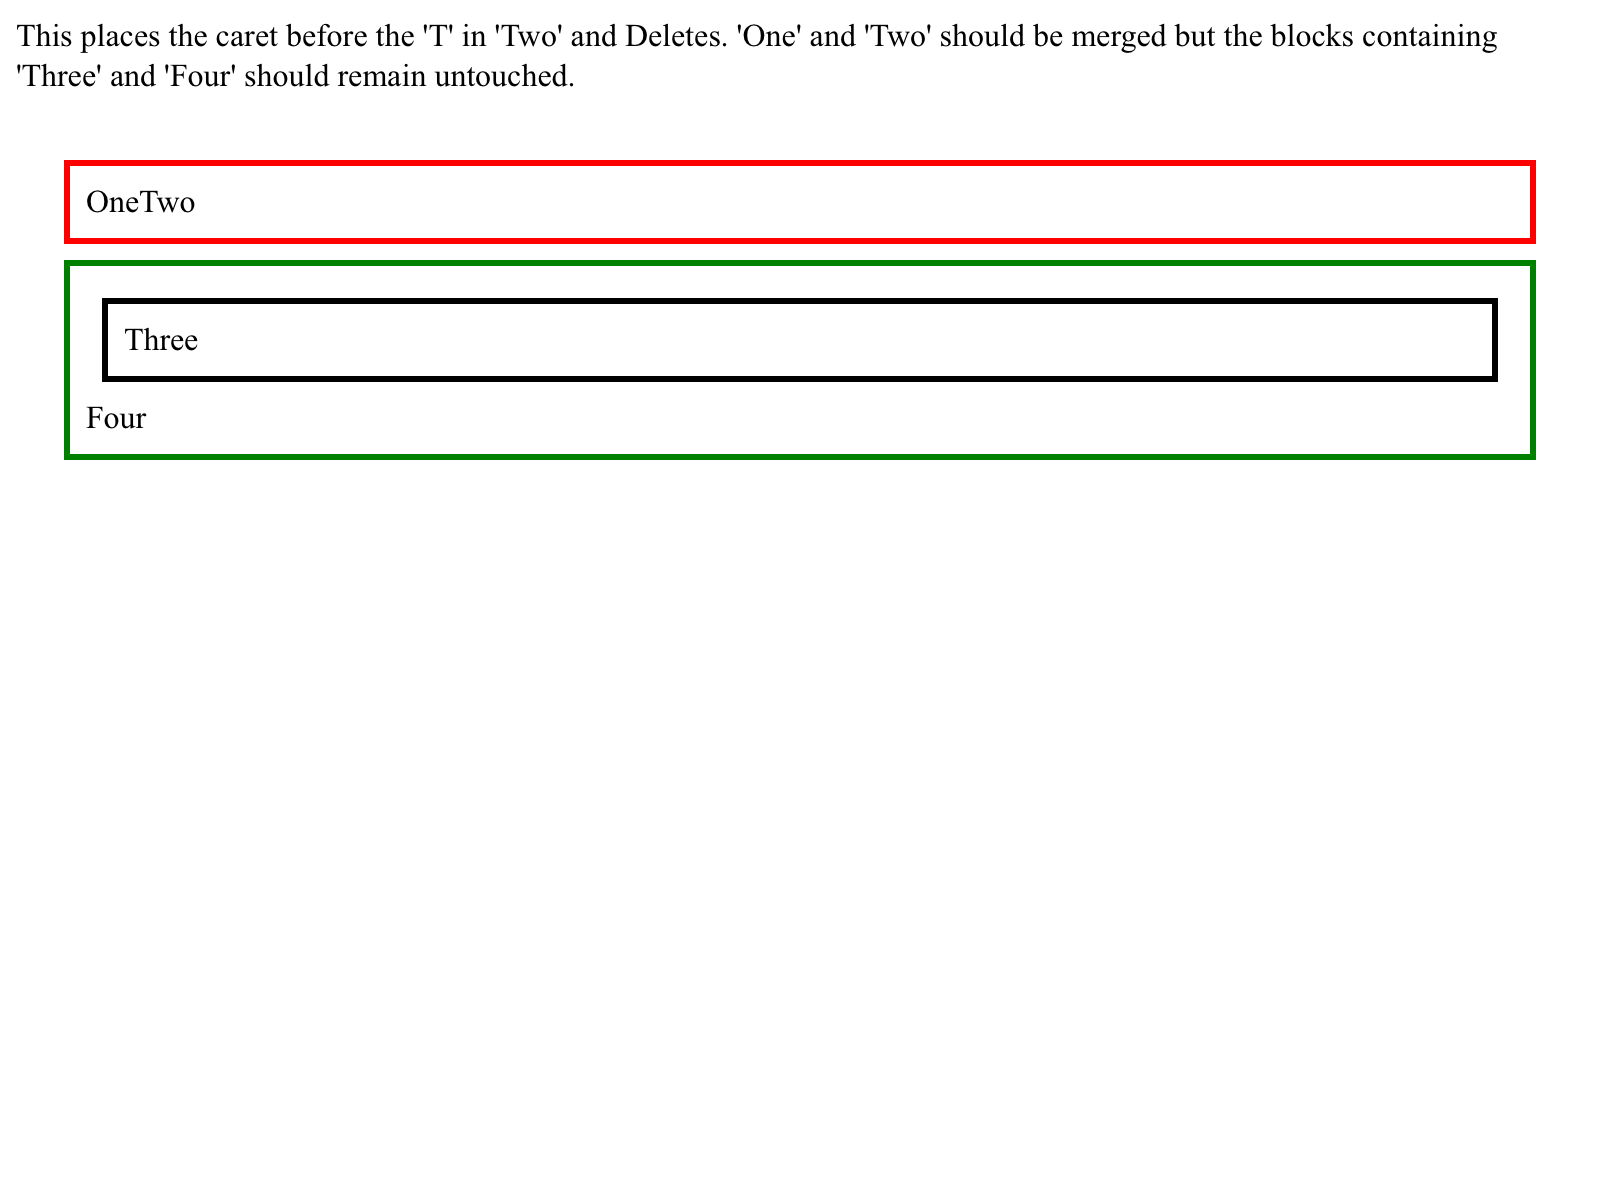 This places the caret before the 'T' in 'Two' and Deletes. 'One' and 'Two' should be merged but the blocks containing
'Three' and 'Four' should remain untouched.
OneTwo
Three
Four